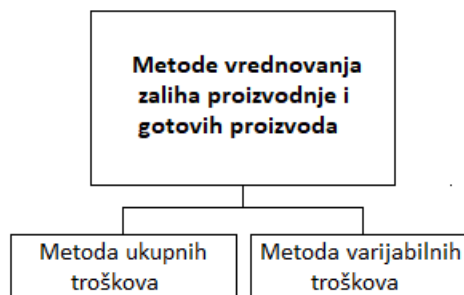 Metode vrednovanja
zaliha proizvodnje i
gotovih proizvoda
Metoda ukupnih
troškova
Metoda varijabilnih
troškova